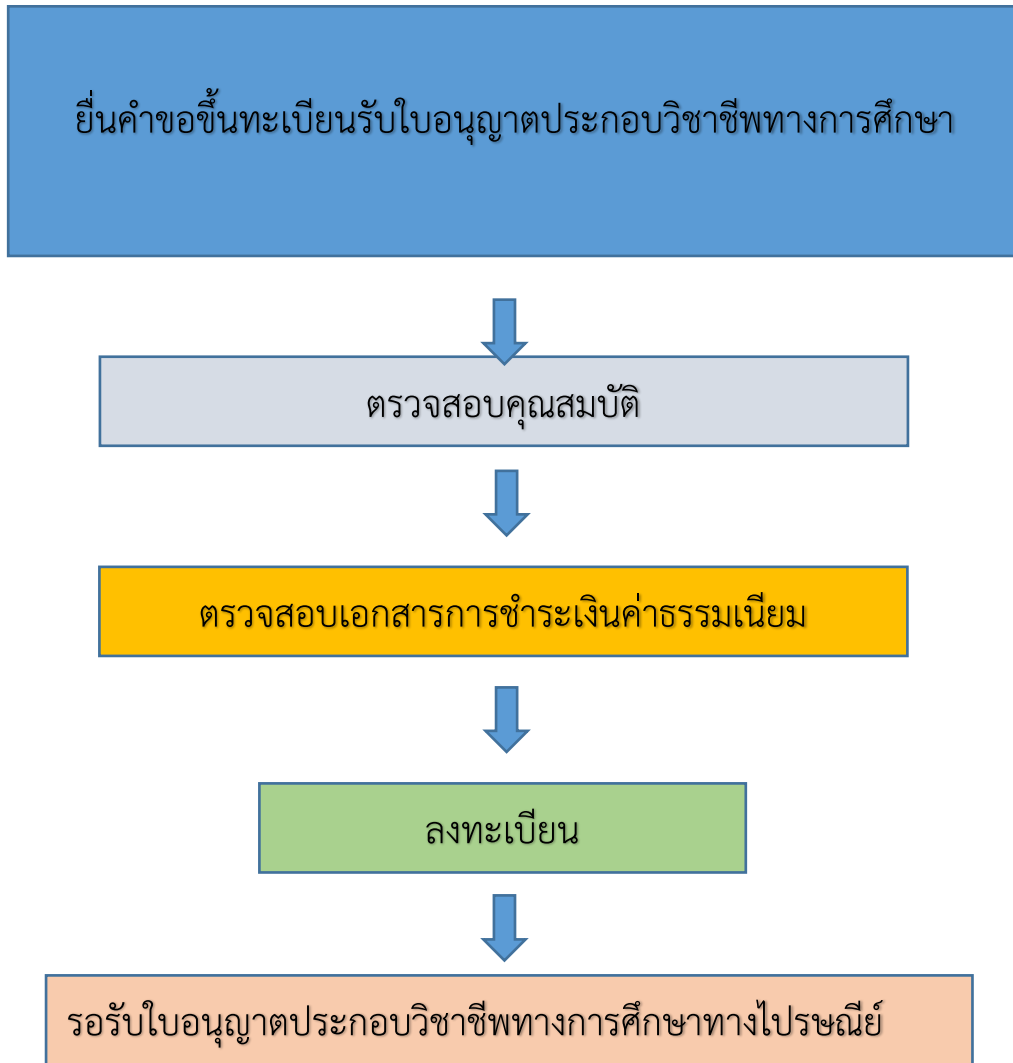 ยื่นคำขอขึ้นทะเบียนรับใบอนุญาตประกอบวิชาชีพทางการศึกษา
ตรวจสอบคุณสมบัติ
ตรวจสอบเอกสารการชำระเงินค่าธรรมเนียม
ลงทะเบียน
รอรับใบอนุญาตประกอบวิชาชีพทางการศึกษาทางไปรษณีย์